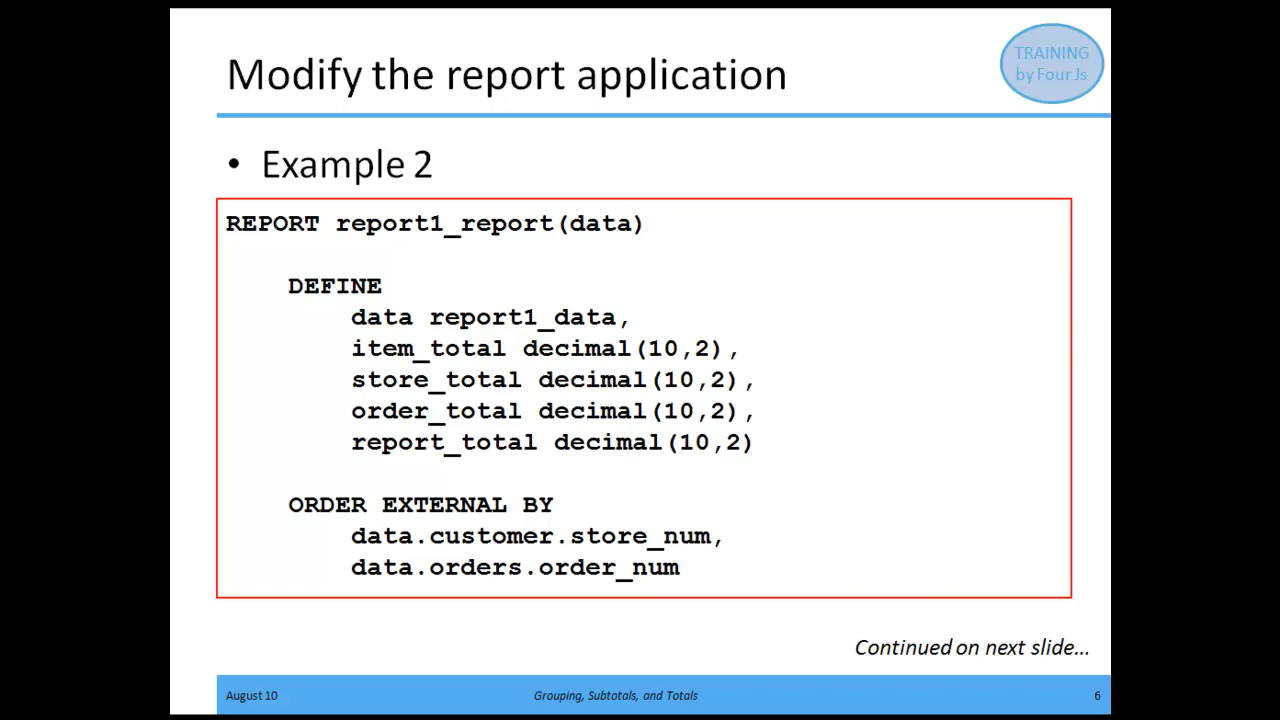 Modify the report application
TRAINING
by Four Js
• Example 2
REPORT report1_report(data)
DEFINE
data report1_data,
item_total decimal(10,2),
store_total decimal(10,2),
order_total decimal(10,2),
report_total decimal(10,2)
ORDER EXTERNAL BY
data.customer.store_num,
data.orders.order_num
Continued on next slide...
August 10
Grouping, Subtotals, and Totals
6